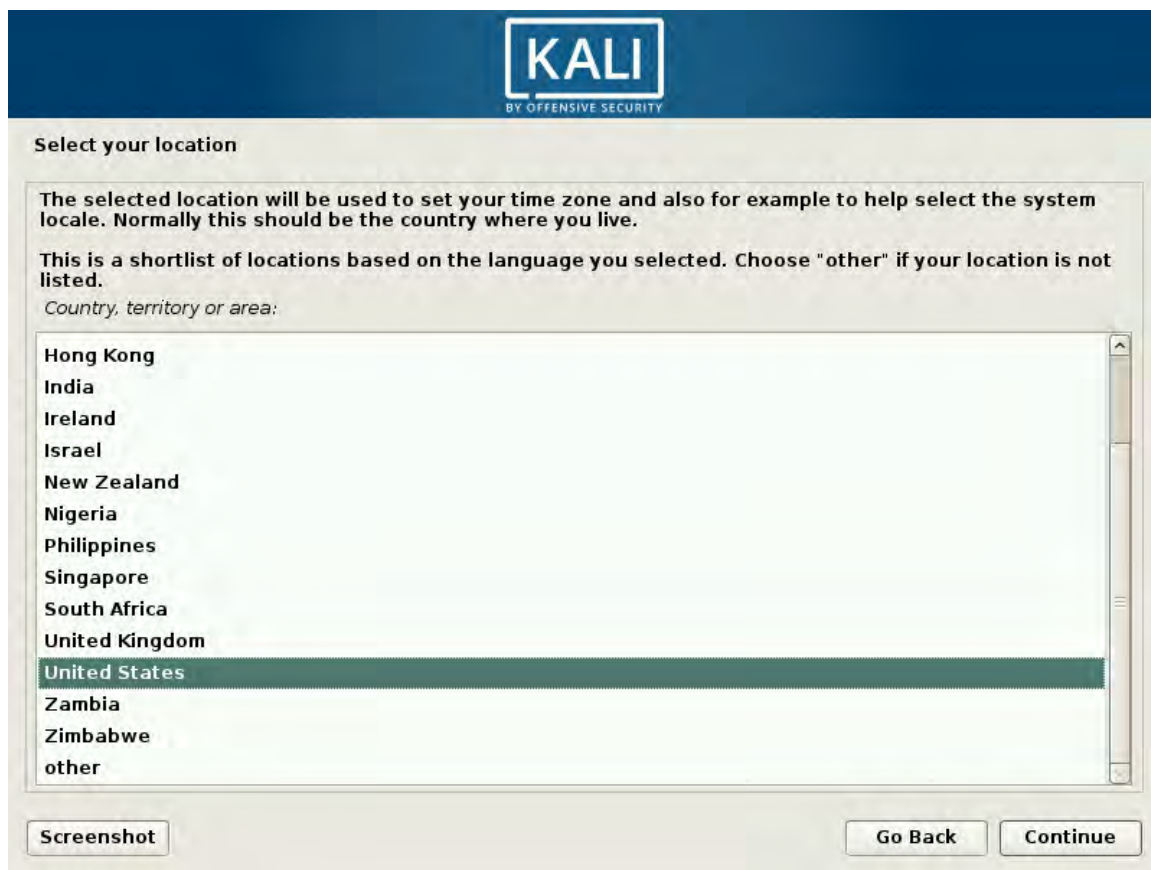 KALI
BY OFFENSIVE SECURITY
Select your location
The selected location will be used to set your time zone and also for example to help select the system
locale. Normally this should be the country where you live.
This is a shortlist of locations based on the language you selected. Choose "other" if your location is not
listed.
Country, territory or area:
Hong Kong
India
Ireland
Israel
New Zealand
Nigeria
Philippines
Singapore
South Africa
United Kingdom
United States
Zambia
Zimbabwe
other
Screenshot
Go Back
Continue